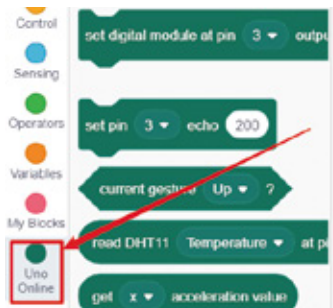 Control
Sensing
Operators
Variables
My Blocks
Uno
Online
set digital module at pin 3 outpu
set pin 3 echo 200
current gesture Up ?
read DHT11 Temperature at p
get x acceleration value